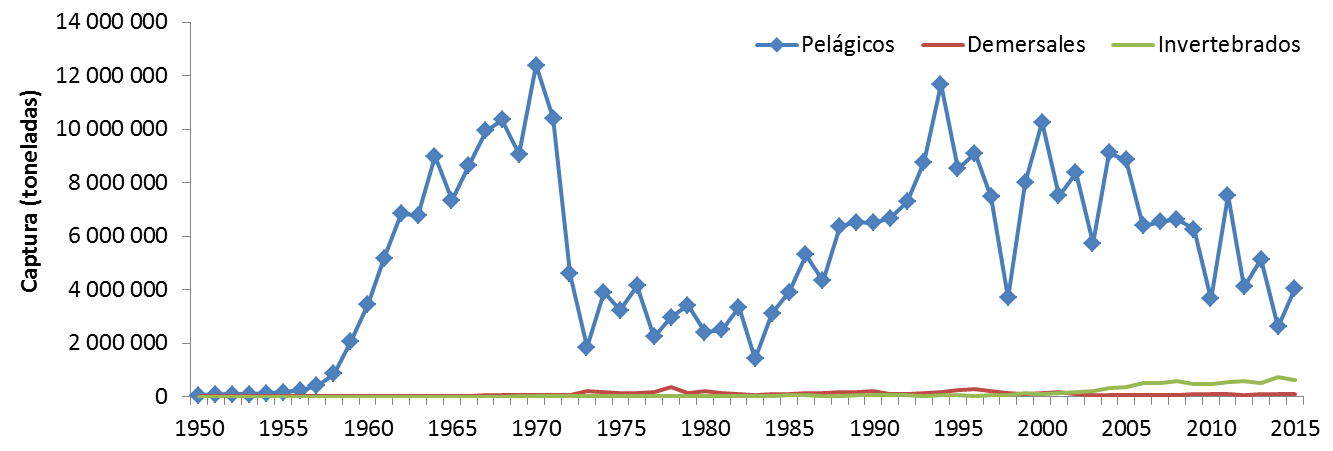 14 000 000
Pelágicos Demersales Invertebrados
12 000 000
10 000 000
8 000 000
6 000 000
4 000 000
2 000 000
0
Captura (toneladas)
1950 1955 1960 1965 1970 1975 1980 1985 1990 1995 2000 2005 2010 2015